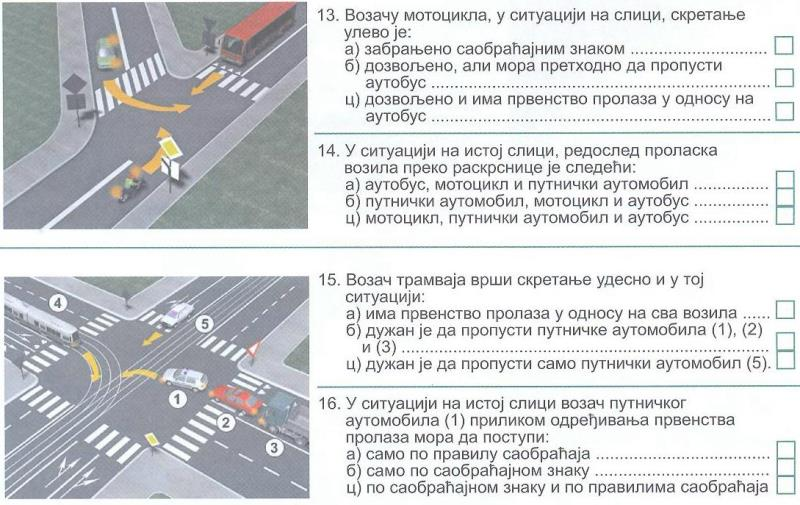 13. Возачу мотоцикла, у ситуацији на слици, скретање
улево је:
а) забрањено саобраћајним знаком
б) дозвољено, али мора претходно да пропусти
аутобус
ц) дозвољено и има првенство пролаза у односу на
аутобус
14. У ситуацији на истој слици, редослед проласка
возила преко раскрснице је следећи:
а) аутобус, мотоцикл и путнички аутомобил
б) путнички аутомобил, мотоцикл и аутобус
ц) мотоцикл, путнички аутомобил и аутобус
4
5
1
2
3
15. Возач трамваја врши скретање удесно и у тој
ситуацији:
а) има првенство пролаза у односу на сва возила
б) дужан је да пропусти путничке аутомобила (1), (2)
и (3)
ц) дужан је да пропусти само путнички аутомобил (5).
16. У ситуацији на истој слици возач путничког
аутомобила (1) приликом одређивања првенства
пролаза мора да поступи:
а) само по правилу саобраћаја
б) само по саобраћајном знаку
ц) по саобраћајном знаку и по правилима саобраћаја